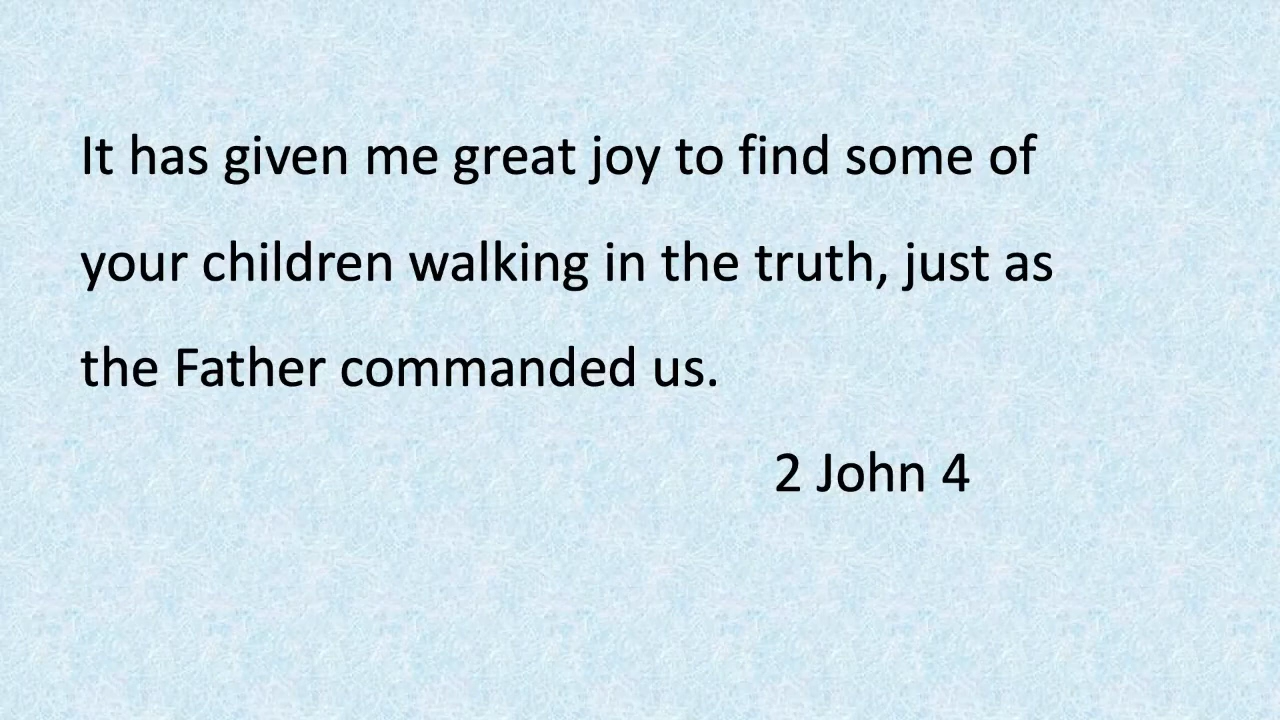 It has given me great joy to find some of
your children walking in the truth, just as
the Father commanded us.
2 John 4